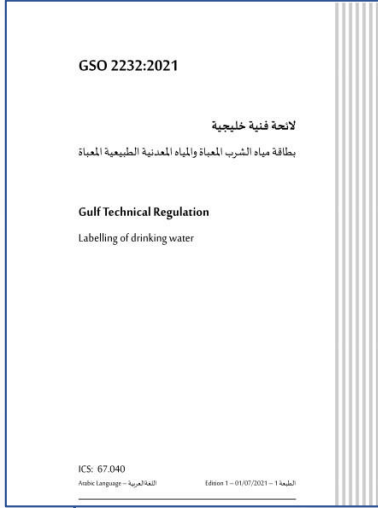 GSO 2232:2021
لائحة فنية خليجية
بطاقة مياه الشرب المعبأة والمياه المعدنية الطبيعية المعبأة
Gulf Technical Regulation
Labelling of drinking water
ICS: 67.040
Arabic Language – اللغة العربية
Edition 1 – 01/07/2021 – الطبعة 1